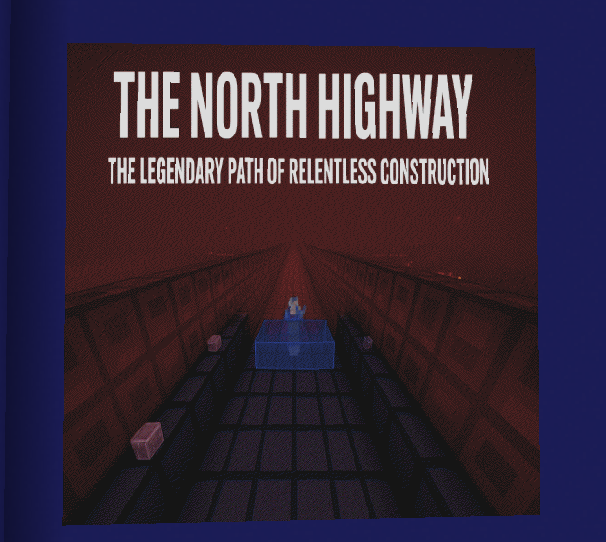 THE NORTH HIGHWAY
THE LEGENDARY PATH OF RELENTLESS CONSTRUCTION